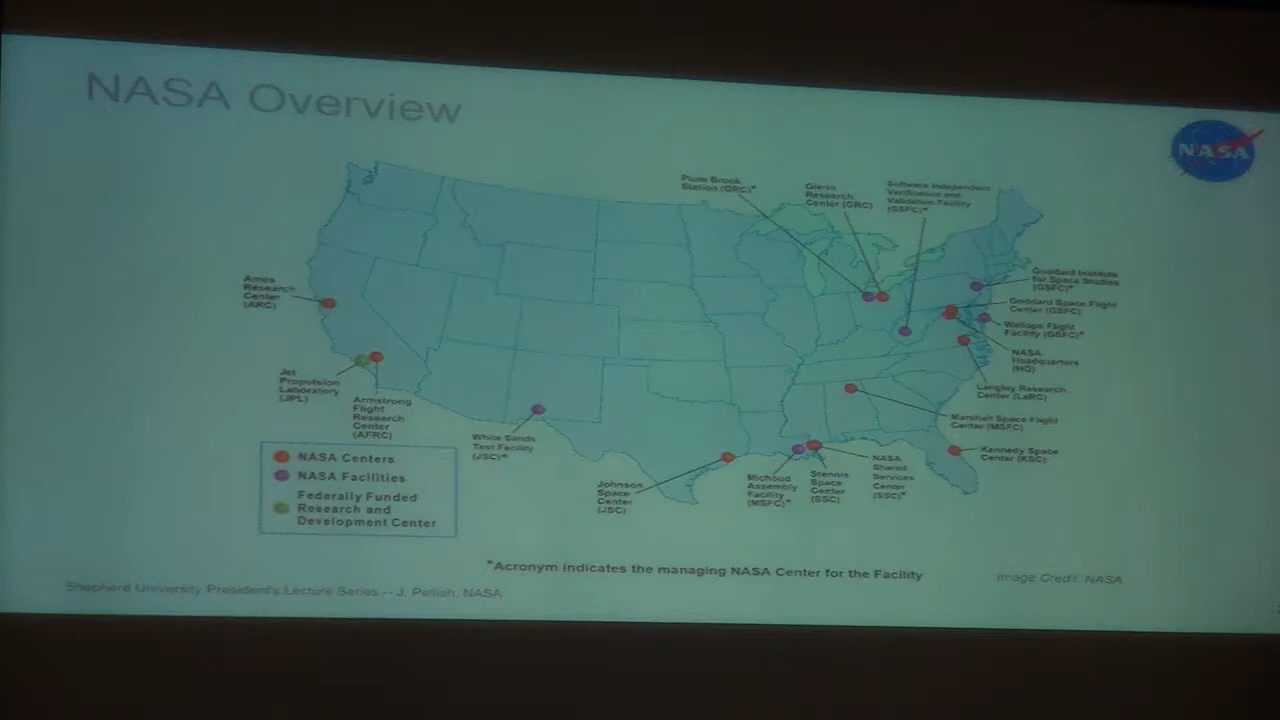 NASA Overview
NASA
Plum Brook
Station (GRC)*
Glenn
Research
Center (GRC)
Software Independent
Verification and
Validation Facility
(GSFC)*
Ames
Research
Center
(ARC)
Goddard Institute
for Space Studies
(GSFC)*
Goddard Space Flight
Center (GSFC)
Wallops Flight
Facility (GSFC)*
NASA
Headquarters
(HQ)
Langley Research
Center (LaRC)
Jet
Propulsion
Laboratory
(JPL)
Armstrong
Flight
Research
Center
(AFRC)
White Sands
Test Facility
(JSC)*
Marshall Space Flight
Center (MSFC)
Kennedy Space
Center (KSC)
Johnson
Space
Center
(JSC)
Michoud
Assembly
Facility
(MSFC)*
Stennis
Space
Center
(SSC)
NASA
Shared
Services
Center
(SSC)*
NASA Centers
NASA Facilities
Federally Funded
Research and
Development Center
*Acronym indicates the managing NASA Center for the Facility
Image Credit: NASA
Shepherd University President's Lecture Series -- J. Pellish, NASA